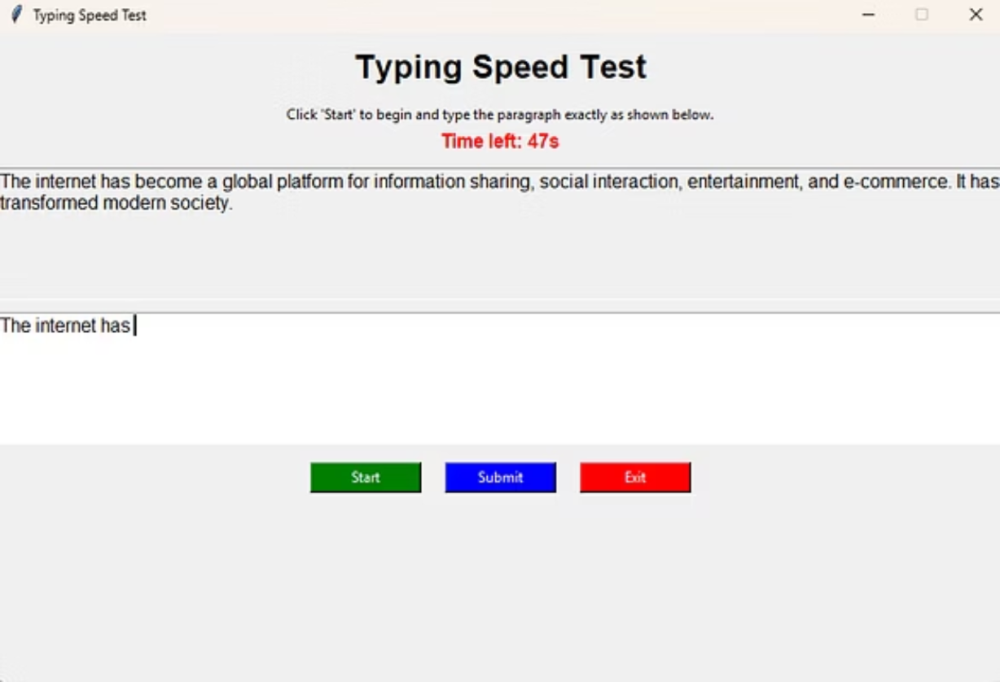 Typing Speed Test
Typing Speed Test
Click 'Start' to begin and type the paragraph exactly as shown below.
Time left: 47s
The internet has become a global platform for information sharing, social interaction, entertainment, and e-commerce. It has
transformed modern society.
The internet has
Start Submit Exit